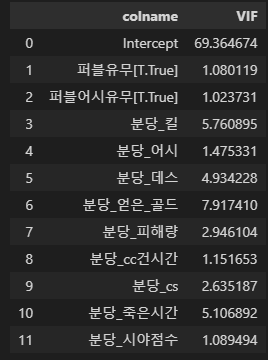 colname VIF
0 Intercept 69.364674
1 퍼블유무[T.True] 1.080119
2 퍼블어시유무[T.True] 1.023731
3 분당_킬 5.760895
4 분당_어시 1.475331
5 분당_데스 4.934228
6 분당_얻은_골드 7.917410
7 분당_피해량 2.946104
8 분당_cc건시간 1.151653
9 분당_cs 2.635187
10 분당_죽은시간 5.106892
11 분당_시야점수 1.089494